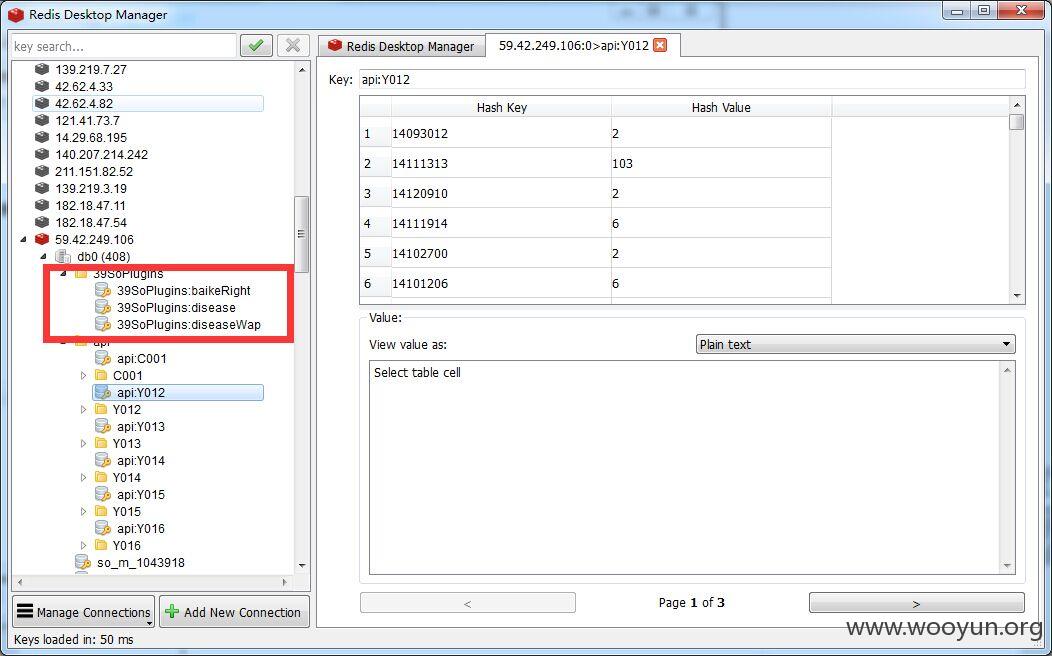 Redis Desktop Manager
key search...
139.219.7.27
42.62.4.33
42.62.4.82
121.41.73.7
14.29.68.195
140.207.214.242
211.151.82.52
139.219.3.19
182.18.47.11
182.18.47.54
59.42.249.106
db0 (408)
39SoPlugins
39SoPlugins:baikeRight
39SoPlugins:disease
39SoPlugins:diseaseWap
api
api:C001
C001
api:Y012
Y012
api:Y013
Y013
api:Y014
Y014
api:Y015
Y015
api:Y016
Y016
so_m_1043918
Manage Connections
Add New Connection
Keys loaded in: 50 ms
Redis Desktop Manager
59.42.249.106:0>api:Y012
Key: api:Y012
Hash Key Hash Value
1 14093012 2
2 14111313 103
3 14120910 2
4 14111914 6
5 14102700 2
6 14101206 6
Value:
View value as: Plain text
Select table cell
< Page 1 of 3 >
www.wooyun.org